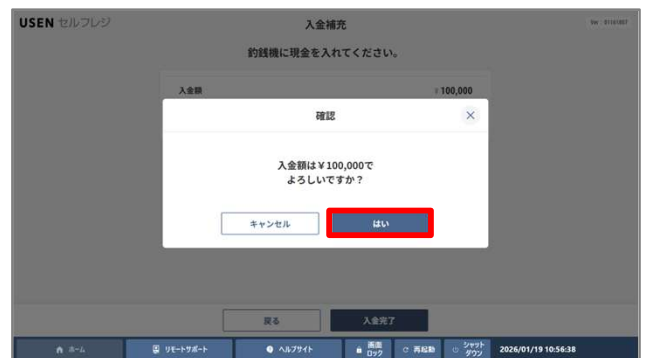 USEN セルフレジ
入金補充
釣銭機に現金を入れてください。
入金額 ¥100,000
確認
入金額は¥100,000で
よろしいですか?
キャンセル はい
戻る 入金完了
ホーム リモートサポート ヘルプサイト 画面ロック 再起動 シャットダウン 2026/01/19 10:56:38